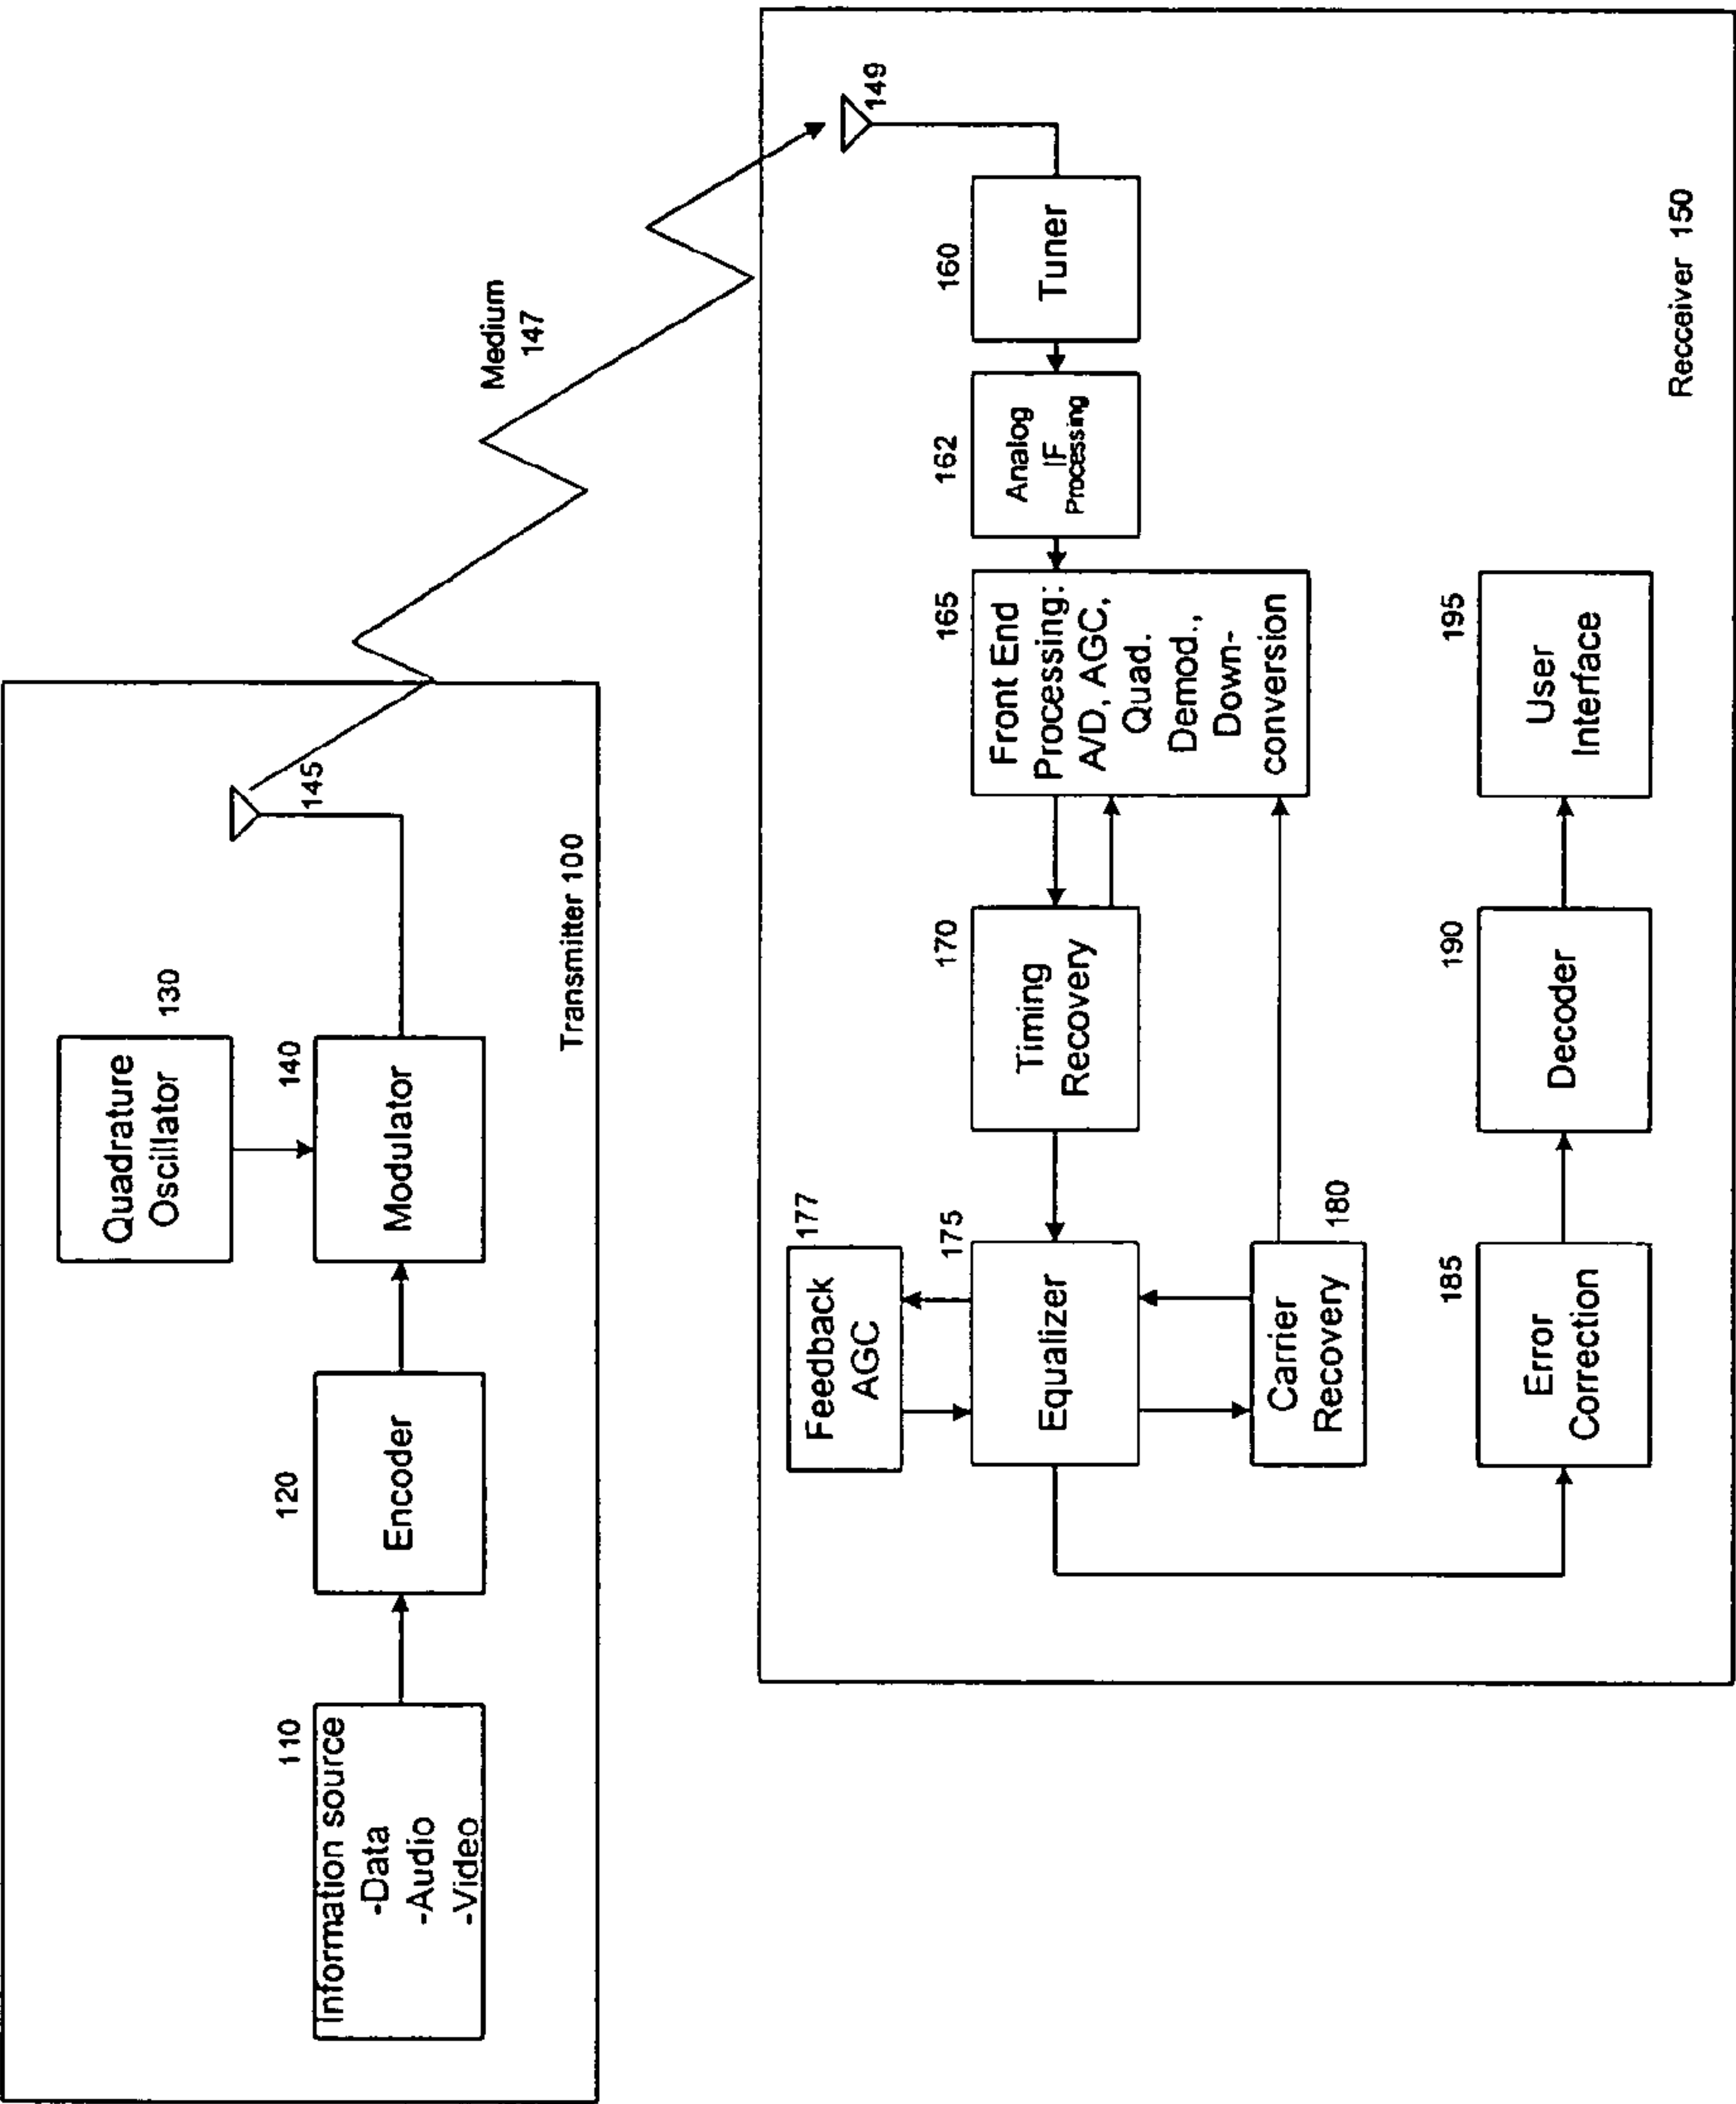 Quadrature
Oscillator
130
110
120
140
145
Information source
-Data
-Audio
-Video
Encoder
Modulator
Transmitter 100
Medium
147
149
177
Feedback
AGC
175
170
165
162
160
Equalizer
Timing
Recovery
Front End
Processing:
A/D, AGC,
Quad.
Demod.,
Down-
conversion
Analog
IF
Processing
Tuner
Carrier
Recovery
180
185
190
195
Error
Correction
Decoder
User
Interface
Recceiver 150